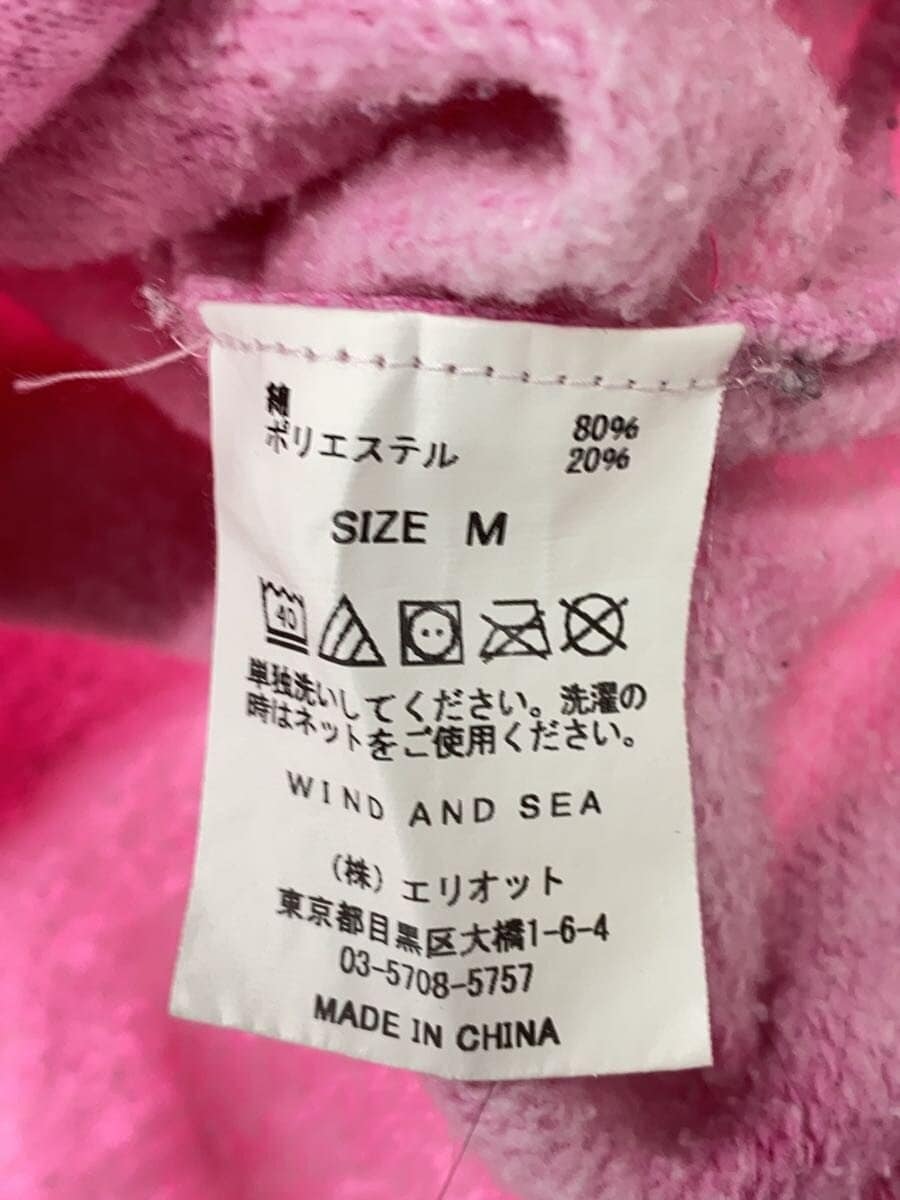 綿 80%
ポリエステル 20%
SIZE M
40
単独洗いしてください。洗濯の
時はネットをご使用ください。
WIND AND SEA
(株) エリオット
東京都目黒区大橋1-6-4
03-5708-5757
MADE IN CHINA